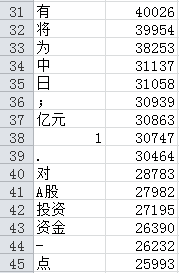 31 有 40026
32 将 39954
33 为 38253
34 中 31137
35 日 31058
36 ； 30939
37 亿元 30863
38 1 30747
39 . 30464
40 对 28783
41 A股 27982
42 投资 27195
43 资金 26390
44 - 26232
45 点 25993